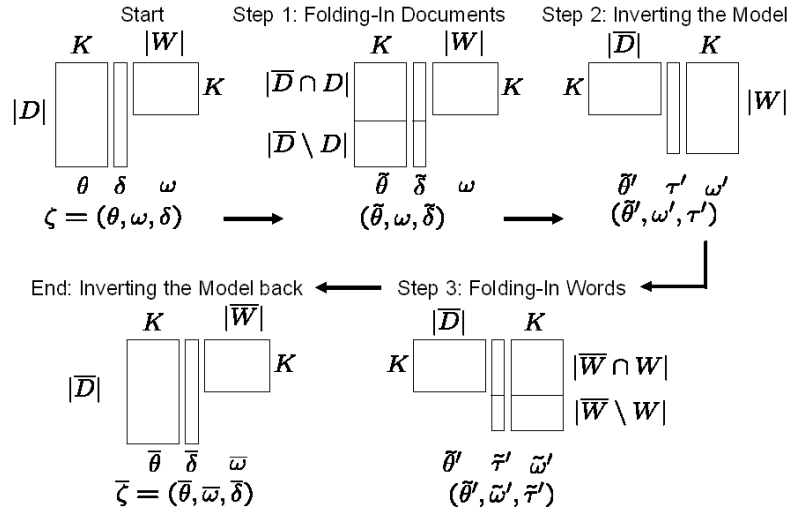 Start
K
|W|
|D|
K
θ δ ω
ζ = (θ, ω, δ)
Step 1: Folding-In Documents
K
|W|
|D̅ ∩ D|
K
|D̅ \ D|
θ̃ δ̃ ω
(θ̃, ω, δ̃)
Step 2: Inverting the Model
|D̅|
K
K
|W|
θ̃′ τ′ ω′
(θ̃′, ω′, τ′)
Step 3: Folding-In Words
|D̅|
K
K
|W̅ ∩ W|
|W̅ \ W|
θ̃′ τ̃′ ω̃′
(θ̃′, ω̃′, τ̃′)
End: Inverting the Model back
K
|W̅|
|D̅|
K
θ̅ δ̅ ω̅
ζ̅ = (θ̅, ω̅, δ̅)